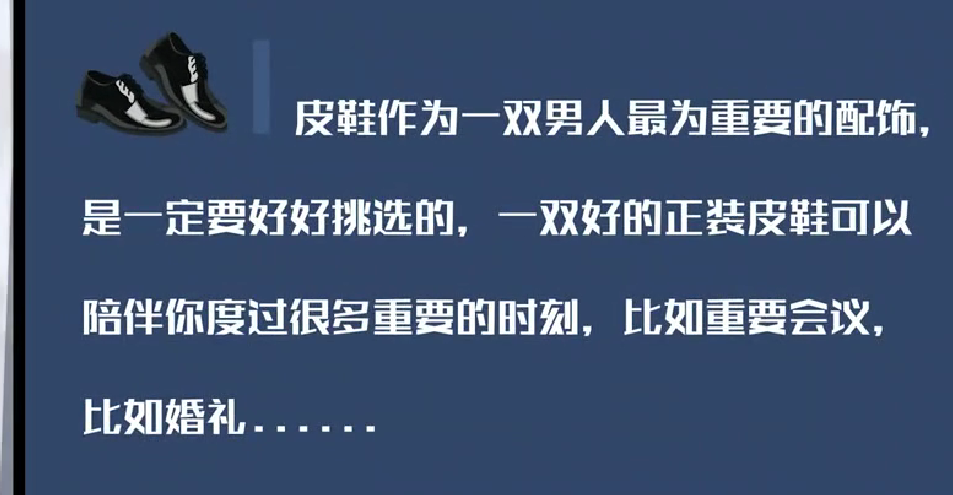 皮鞋作为一双男人最为重要的配饰，
是一定要好好挑选的，一双好的正装皮鞋可以
陪伴你度过很多重要的时刻，比如重要会议，
比如婚礼......